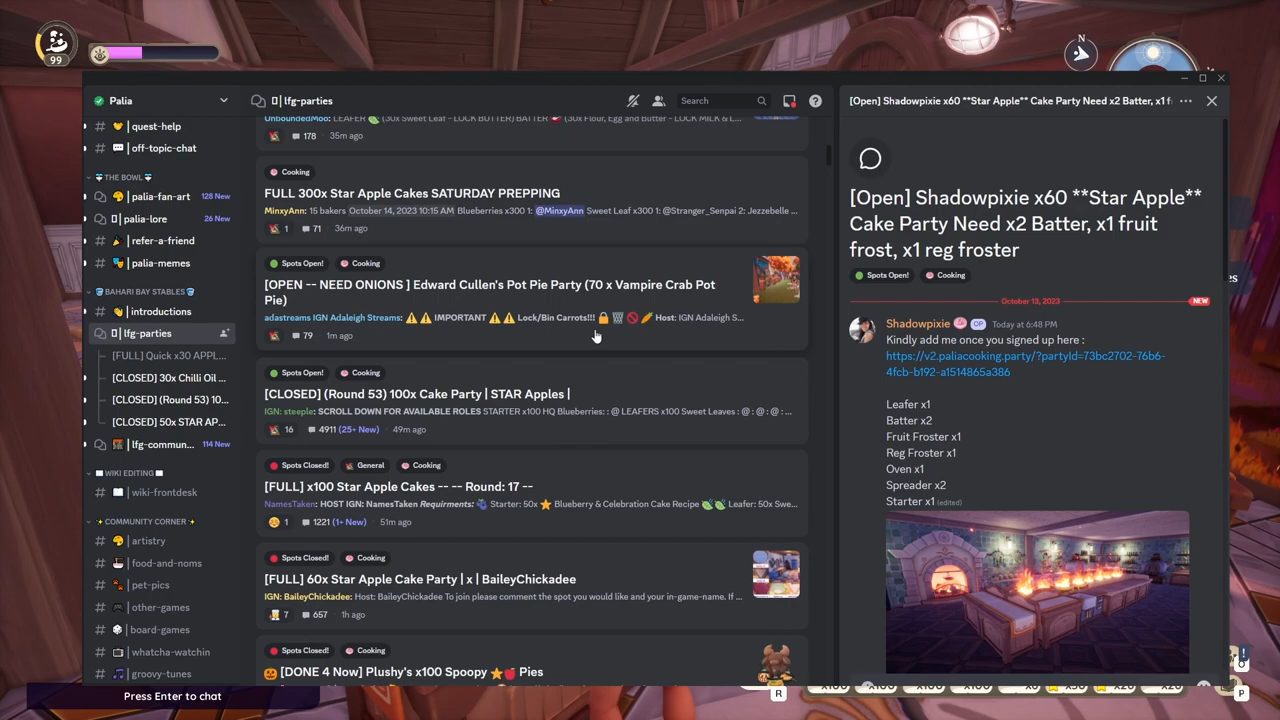 99
N
Palia
quest-help
off-topic-chat
THE BOWL
palia-fan-art 128 New
palia-lore 26 New
refer-a-friend
palia-memes
BAHARI BAY STABLES
introductions
lfg-parties
[FULL] Quick x30 APPL...
[CLOSED] 30x Chilli Oil ...
[CLOSED] (Round 53) 10...
[CLOSED] 50x STAR AP...
lfg-commun... 114 New
WIKI EDITING
wiki-frontdesk
COMMUNITY CORNER
artistry
food-and-noms
pet-pics
other-games
board-games
whatcha-watchin
groovy-tunes
Press Enter to chat
lfg-parties
Search
UnboundedMoo: LEAFER (30x Sweet Leaf - LOCK BUTTER) BATTER (30x Flour, Egg and Butter - LOCK MILK & L...
178 35m ago
Cooking
FULL 300x Star Apple Cakes SATURDAY PREPPING
MinxyAnn: 15 bakers October 14, 2023 10:15 AM Blueberries x300 1: @MinxyAnn Sweet Leaf x300 1: @Stranger_Senpai 2: Jezzebelle ...
1 71 36m ago
Spots Open! Cooking
[OPEN -- NEED ONIONS ] Edward Cullen's Pot Pie Party (70 x Vampire Crab Pot
Pie)
adastreams IGN Adaleigh Streams: IMPORTANT Lock/Bin Carrots!!! Host: IGN Adaleigh S...
79 1m ago
Spots Open! Cooking
[CLOSED] (Round 53) 100x Cake Party | STAR Apples |
IGN: steeple: SCROLL DOWN FOR AVAILABLE ROLES STARTER x100 HQ Blueberries: : @ LEAFERS x100 Sweet Leaves : @ : @ : @ : ...
16 4911 (25+ New) 49m ago
Spots Closed! General Cooking
[FULL] x100 Star Apple Cakes -- -- Round: 17 --
NamesTaken: HOST IGN: NamesTaken Requirments: Starter: 50x Blueberry & Celebration Cake Recipe Leafer: 50x Swe...
1 1221 (1+ New) 51m ago
Spots Closed! Cooking
[FULL] 60x Star Apple Cake Party | x | BaileyChickadee
IGN: BaileyChickadee: Host: BaileyChickadee To join please comment the spot you would like and your in-game-name. If ...
7 657 1h ago
Spots Closed! Cooking
[DONE 4 Now] Plushy's x100 Spoopy Pies
[Open] Shadowpixie x60 **Star Apple** Cake Party Need x2 Batter, x1 f
[Open] Shadowpixie x60 **Star Apple**
Cake Party Need x2 Batter, x1 fruit
frost, x1 reg froster
Spots Open! Cooking
October 13, 2023 NEW
Shadowpixie OP Today at 6:48 PM
Kindly add me once you signed up here :
https://v2.paliacooking.party/?partyId=73bc2702-76b6-
4fcb-b192-a1514865a386
Leafer x1
Batter x2
Fruit Froster x1
Reg Froster x1
Oven x1
Spreader x2
Starter x1 (edited)
R
P